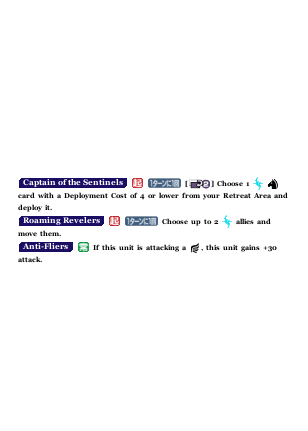 Captain of the Sentinels 起 1ターンに1回 [2] Choose 1
card with a Deployment Cost of 4 or lower from your Retreat Area and
deploy it.
Roaming Revelers 起 1ターンに1回 Choose up to 2 allies and
move them.
Anti-Fliers 常 If this unit is attacking a , this unit gains +30
attack.